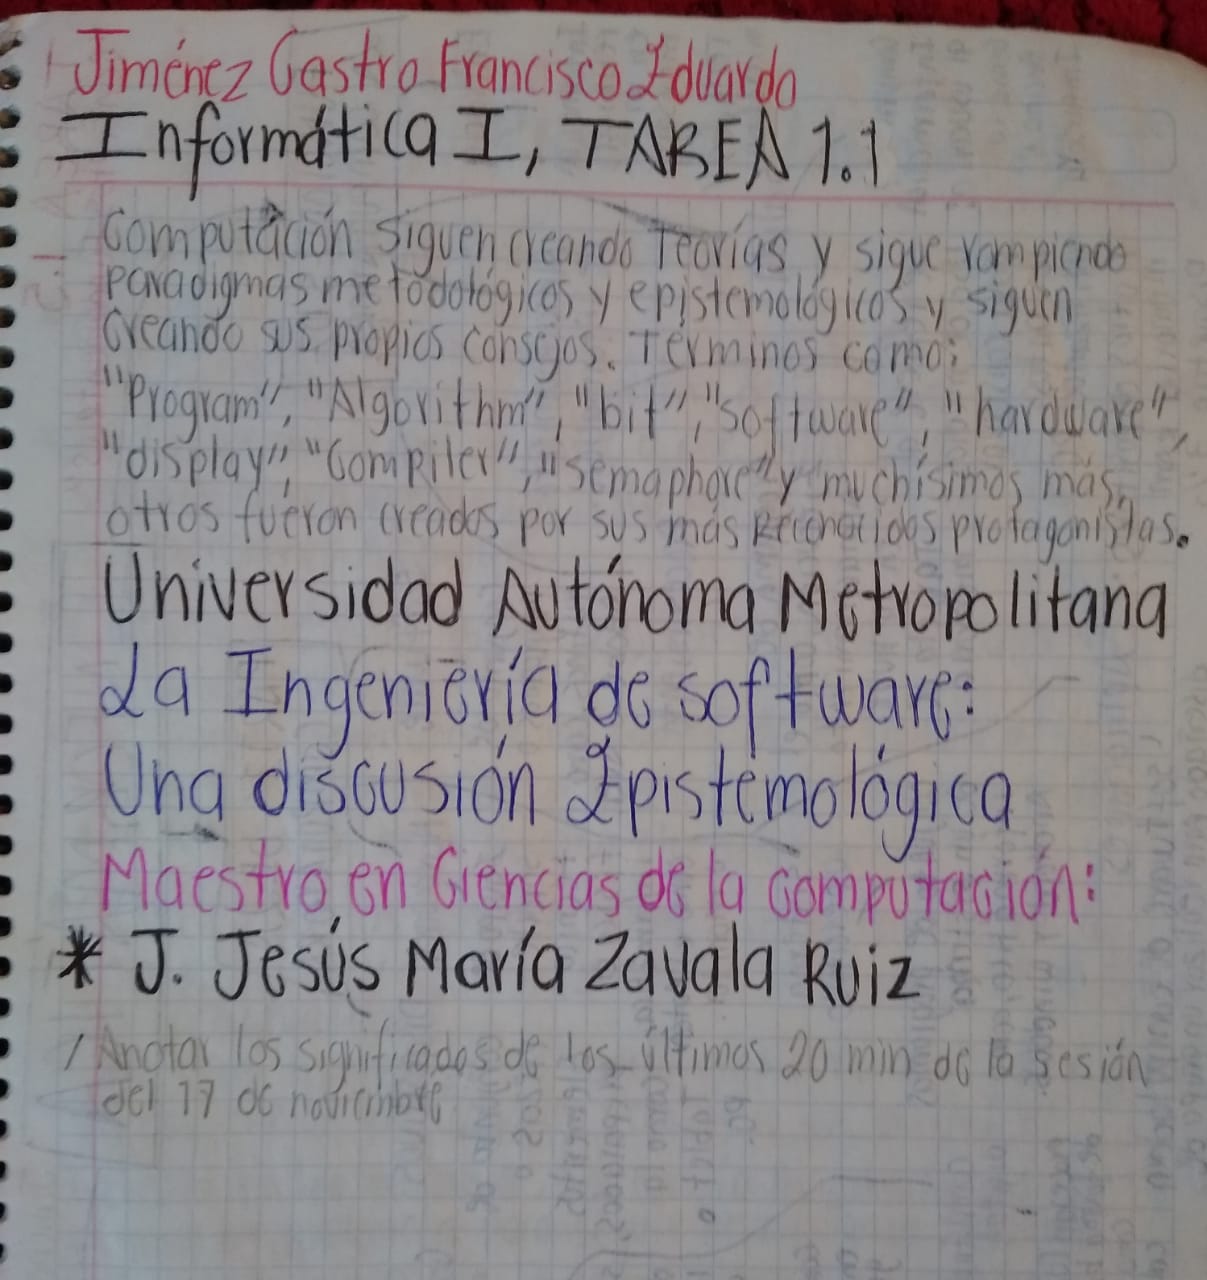 Jiménez Castro Francisco Eduardo
Informática I, TAREA 1.1
Computación siguen creando Teorías y sigue rompiendo
paradigmas metodológicos y epistemológicos y siguen
Creando sus propios consejos. Términos como:
"Program", "Algorithm", "bit", "software", "hardware",
"display", "Compiler", "semaphore" y muchísimos más,
otros fueron creados por sus más Reconocidos protagonistas.
Universidad Autónoma Metropolitana
La Ingeniería de software:
Una discusión Epistemológica
Maestro en Ciencias de la Computación:
* J. Jesús María Zavala Ruiz
/ Anotar los significados de los últimos 20 min de la sesión
del 17 de noviembre